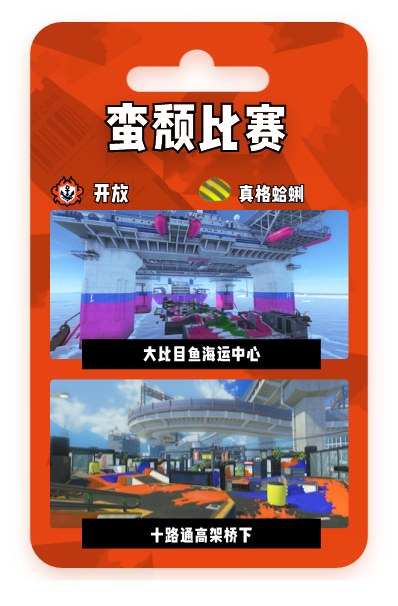 蛮颓比赛
开放
真格蛤蜊
大比目鱼海运中心
十路通高架桥下